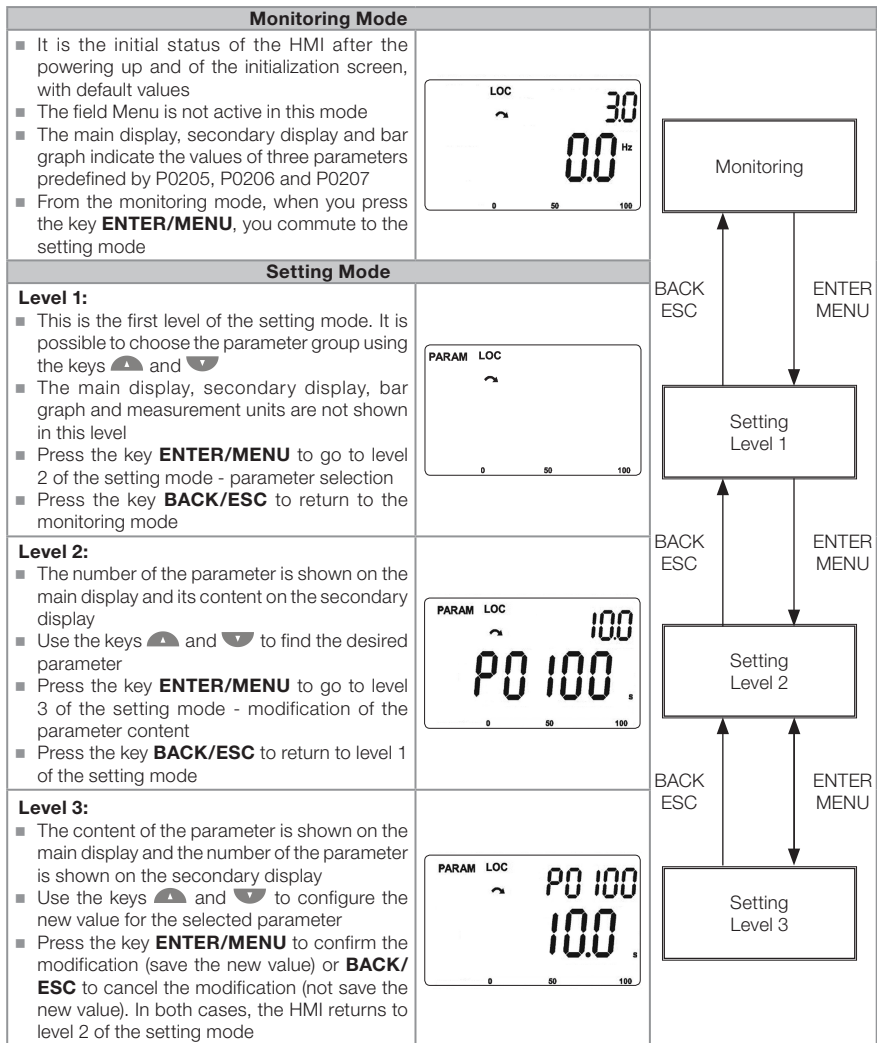 Monitoring Mode
■ It is the initial status of the HMI after the
powering up and of the initialization screen,
with default values
■ The field Menu is not active in this mode
■ The main display, secondary display and bar
graph indicate the values of three parameters
predefined by P0205, P0206 and P0207
■ From the monitoring mode, when you press
the key ENTER/MENU, you commute to the
setting mode
LOC
3.0
0.0 Hz
0 50 100
Monitoring
BACK
ESC
ENTER
MENU
Setting Mode
Level 1:
■ This is the first level of the setting mode. It is
possible to choose the parameter group using
the keys and
■ The main display, secondary display, bar
graph and measurement units are not shown
in this level
■ Press the key ENTER/MENU to go to level
2 of the setting mode - parameter selection
■ Press the key BACK/ESC to return to the
monitoring mode
PARAM LOC
0 50 100
Setting
Level 1
BACK
ESC
ENTER
MENU
Level 2:
■ The number of the parameter is shown on the
main display and its content on the secondary
display
■ Use the keys and to find the desired
parameter
■ Press the key ENTER/MENU to go to level
3 of the setting mode - modification of the
parameter content
■ Press the key BACK/ESC to return to level 1
of the setting mode
PARAM LOC
10.0
P0100 s
0 50 100
Setting
Level 2
BACK
ESC
ENTER
MENU
Level 3:
■ The content of the parameter is shown on the
main display and the number of the parameter
is shown on the secondary display
■ Use the keys and to configure the
new value for the selected parameter
■ Press the key ENTER/MENU to confirm the
modification (save the new value) or BACK/
ESC to cancel the modification (not save the
new value). In both cases, the HMI returns to
level 2 of the setting mode
PARAM LOC
P0100
10.0 s
0 50 100
Setting
Level 3